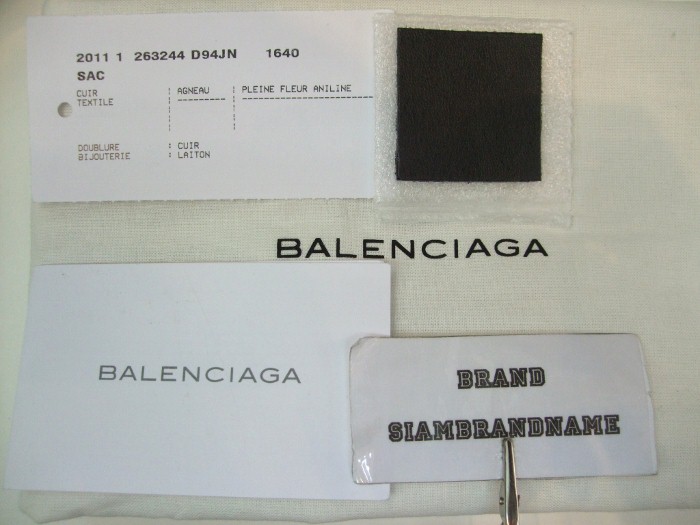 2011 1 263244 D94JN 1640
SAC
CUIR : AGNEAU : PLEINE FLEUR ANILINE
TEXTILE
DOUBLURE : CUIR
BIJOUTERIE : LAITON
BALENCIAGA
BALENCIAGA
BRAND
SIAMBRANDNAME